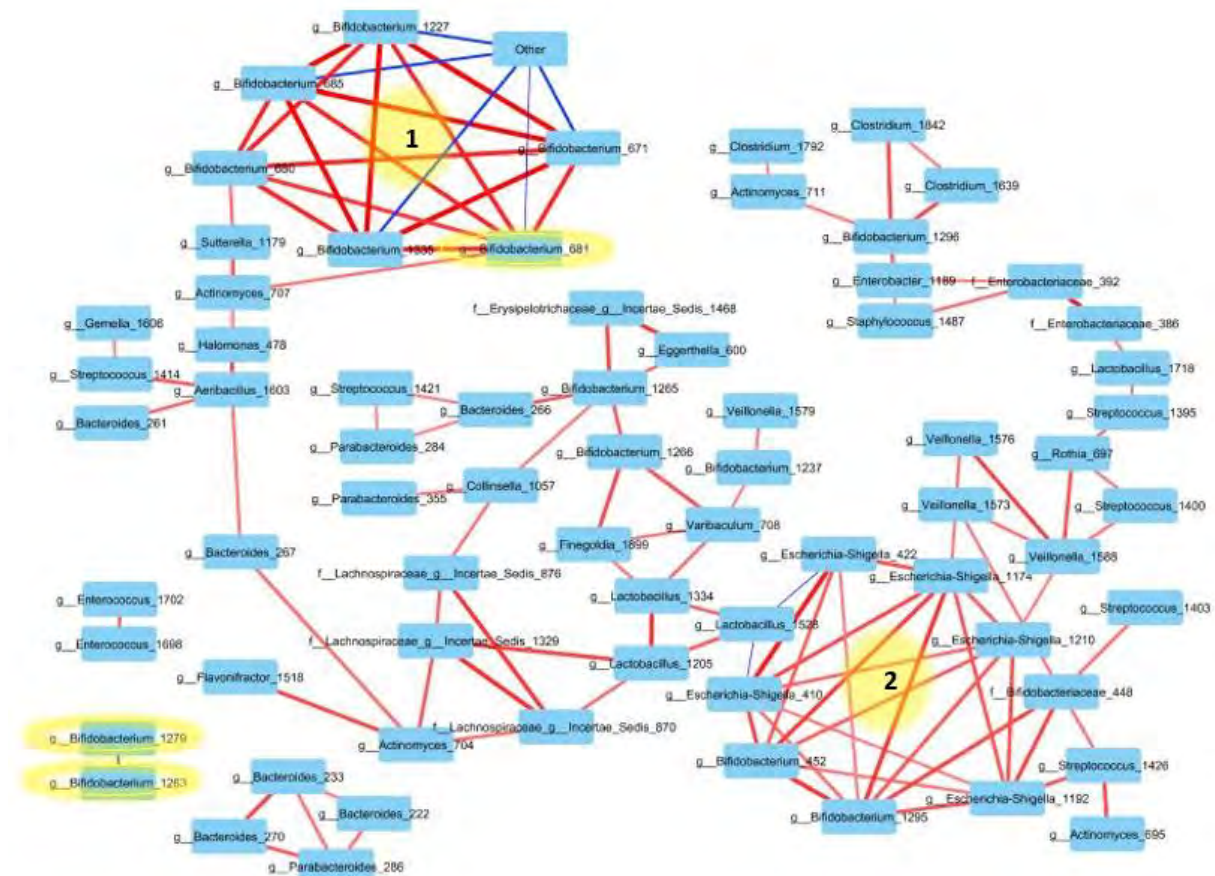 g__Bifidobacterium_1227
Other
g__Bifidobacterium_685
1
g__Clostridium_1842
g__Clostridium_1792
g__Bifidobacterium_671
g__Bifidobacterium_680
g__Actinomyces_711
g__Clostridium_1639
g__Sutterella_1179
g__Bifidobacterium_1335
g__Bifidobacterium_681
g__Bifidobacterium_1296
g__Actinomyces_707
g__Enterobacter_1189
f__Enterobacteriaceae_392
f__Erysipelotrichaceae_g__Incertae_Sedis_1468
g__Gemella_1606
g__Staphylococcus_1487
f__Enterobacteriaceae_386
g__Halomonas_478
g__Eggerthella_600
g__Streptococcus_1414
g__Lactobacillus_1718
g__Aeribacillus_1603
g__Streptococcus_1421
g__Bifidobacterium_1265
g__Bacteroides_266
g__Veillonella_1579
g__Streptococcus_1395
g__Bacteroides_261
g__Parabacteroides_284
g__Veillonella_1576
g__Bifidobacterium_1266
g__Rothia_697
g__Bifidobacterium_1237
g__Collinsella_1057
g__Parabacteroides_355
g__Veillonella_1573
g__Streptococcus_1400
g__Varibaculum_708
g__Bacteroides_267
g__Finegoldia_1899
g__Escherichia-Shigella_422
g__Veillonella_1588
f__Lachnospiraceae_g__Incertae_Sedis_876
g__Escherichia-Shigella_1174
g__Enterococcus_1702
g__Lactobacillus_1334
g__Streptococcus_1403
g__Lactobacillus_1528
g__Enterococcus_1698
f__Lachnospiraceae_g__Incertae_Sedis_1329
g__Escherichia-Shigella_1210
g__Lactobacillus_1205
g__Flavonifractor_1518
2
g__Escherichia-Shigella_410
f__Bifidobacteriaceae_448
f__Lachnospiraceae_g__Incertae_Sedis_870
g__Bifidobacterium_1279
g__Actinomyces_704
g__Bifidobacterium_452
g__Streptococcus_1426
g__Bifidobacterium_1263
g__Bacteroides_233
g__Escherichia-Shigella_1192
g__Bacteroides_222
g__Bifidobacterium_1295
g__Bacteroides_270
g__Actinomyces_695
g__Parabacteroides_286